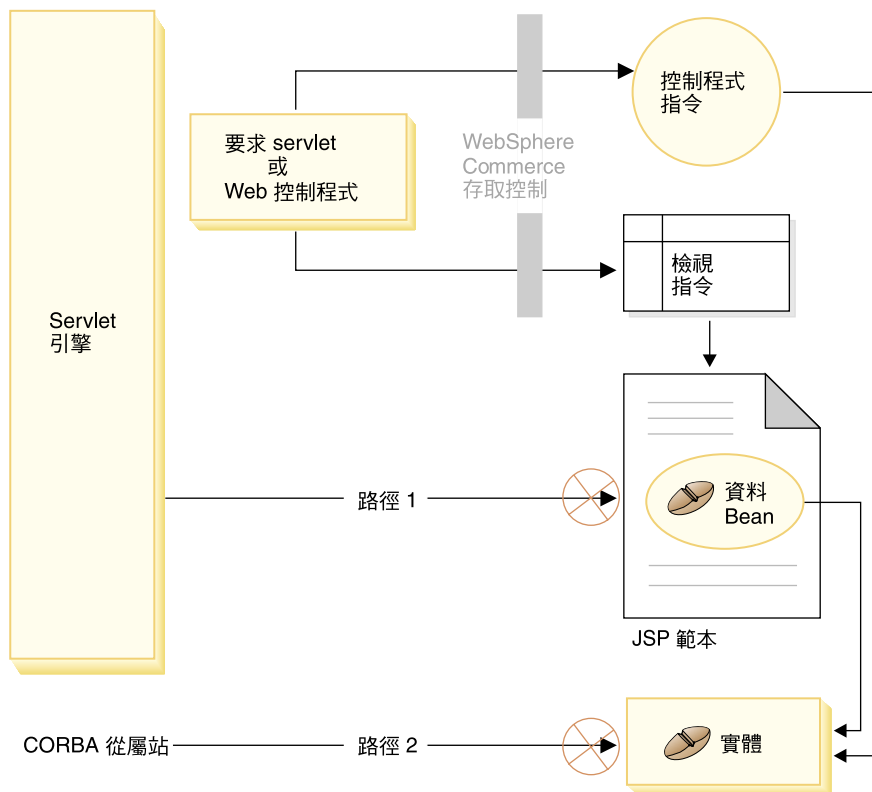 控制程式
指令
要求 servlet
或
Web 控制程式
WebSphere
Commerce
存取控制
檢視
指令
Servlet
引擎
路徑 1
資料
Bean
JSP 範本
CORBA 從屬站
路徑 2
實體